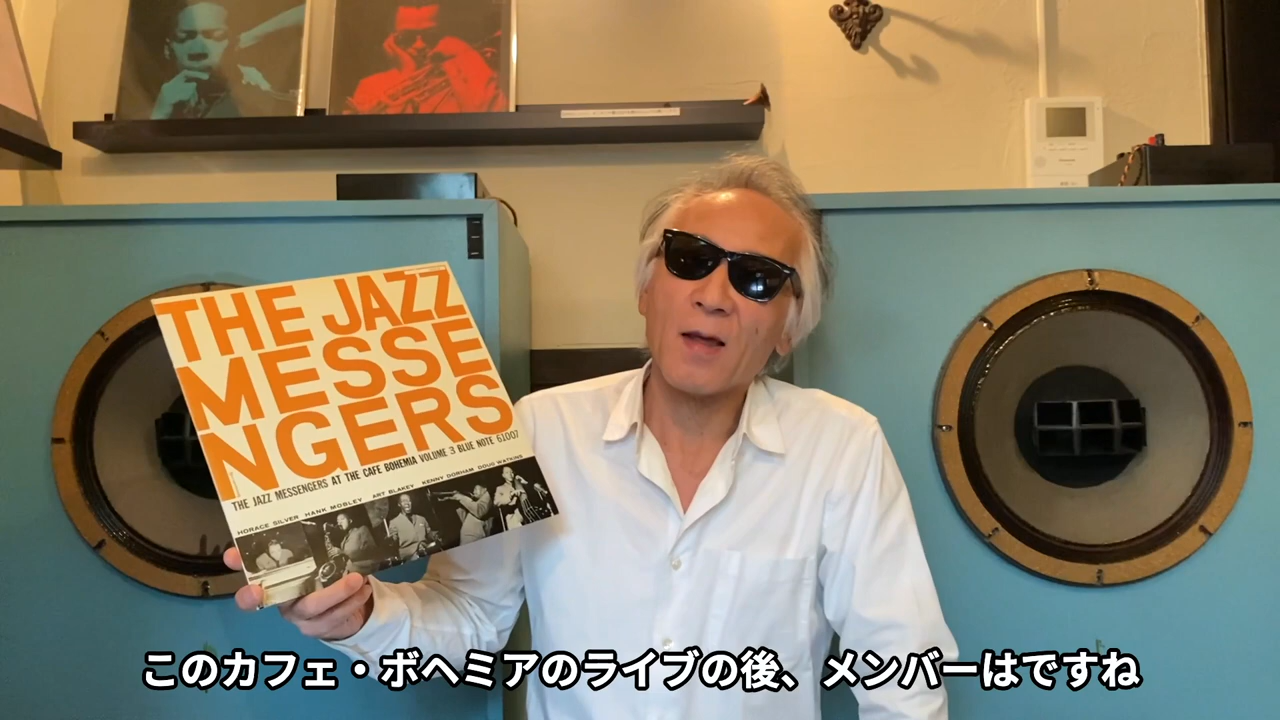 THE JAZZ
MESSE
NGERS
THE JAZZ MESSENGERS AT THE CAFE BOHEMIA VOLUME 3 BLUE NOTE 61007
HORACE SILVER HANK MOBLEY ART BLAKEY KENNY DORHAM DOUG WATKINS
このカフェ・ボヘミアのライブの後、メンバーはですね